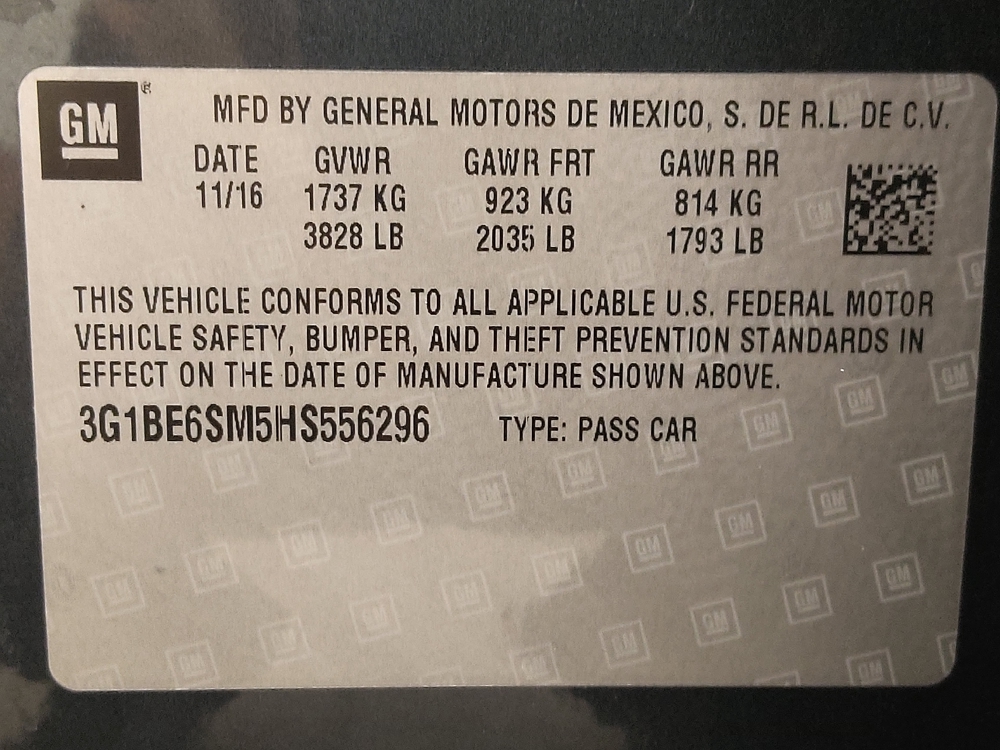 GM®
MFD BY GENERAL MOTORS DE MEXICO, S. DE R.L. DE C.V.
DATE GVWR GAWR FRT GAWR RR
11/16 1737 KG 923 KG 814 KG
3828 LB 2035 LB 1793 LB
THIS VEHICLE CONFORMS TO ALL APPLICABLE U.S. FEDERAL MOTOR
VEHICLE SAFETY, BUMPER, AND THEFT PREVENTION STANDARDS IN
EFFECT ON THE DATE OF MANUFACTURE SHOWN ABOVE.
3G1BE6SM5HS556296 TYPE: PASS CAR